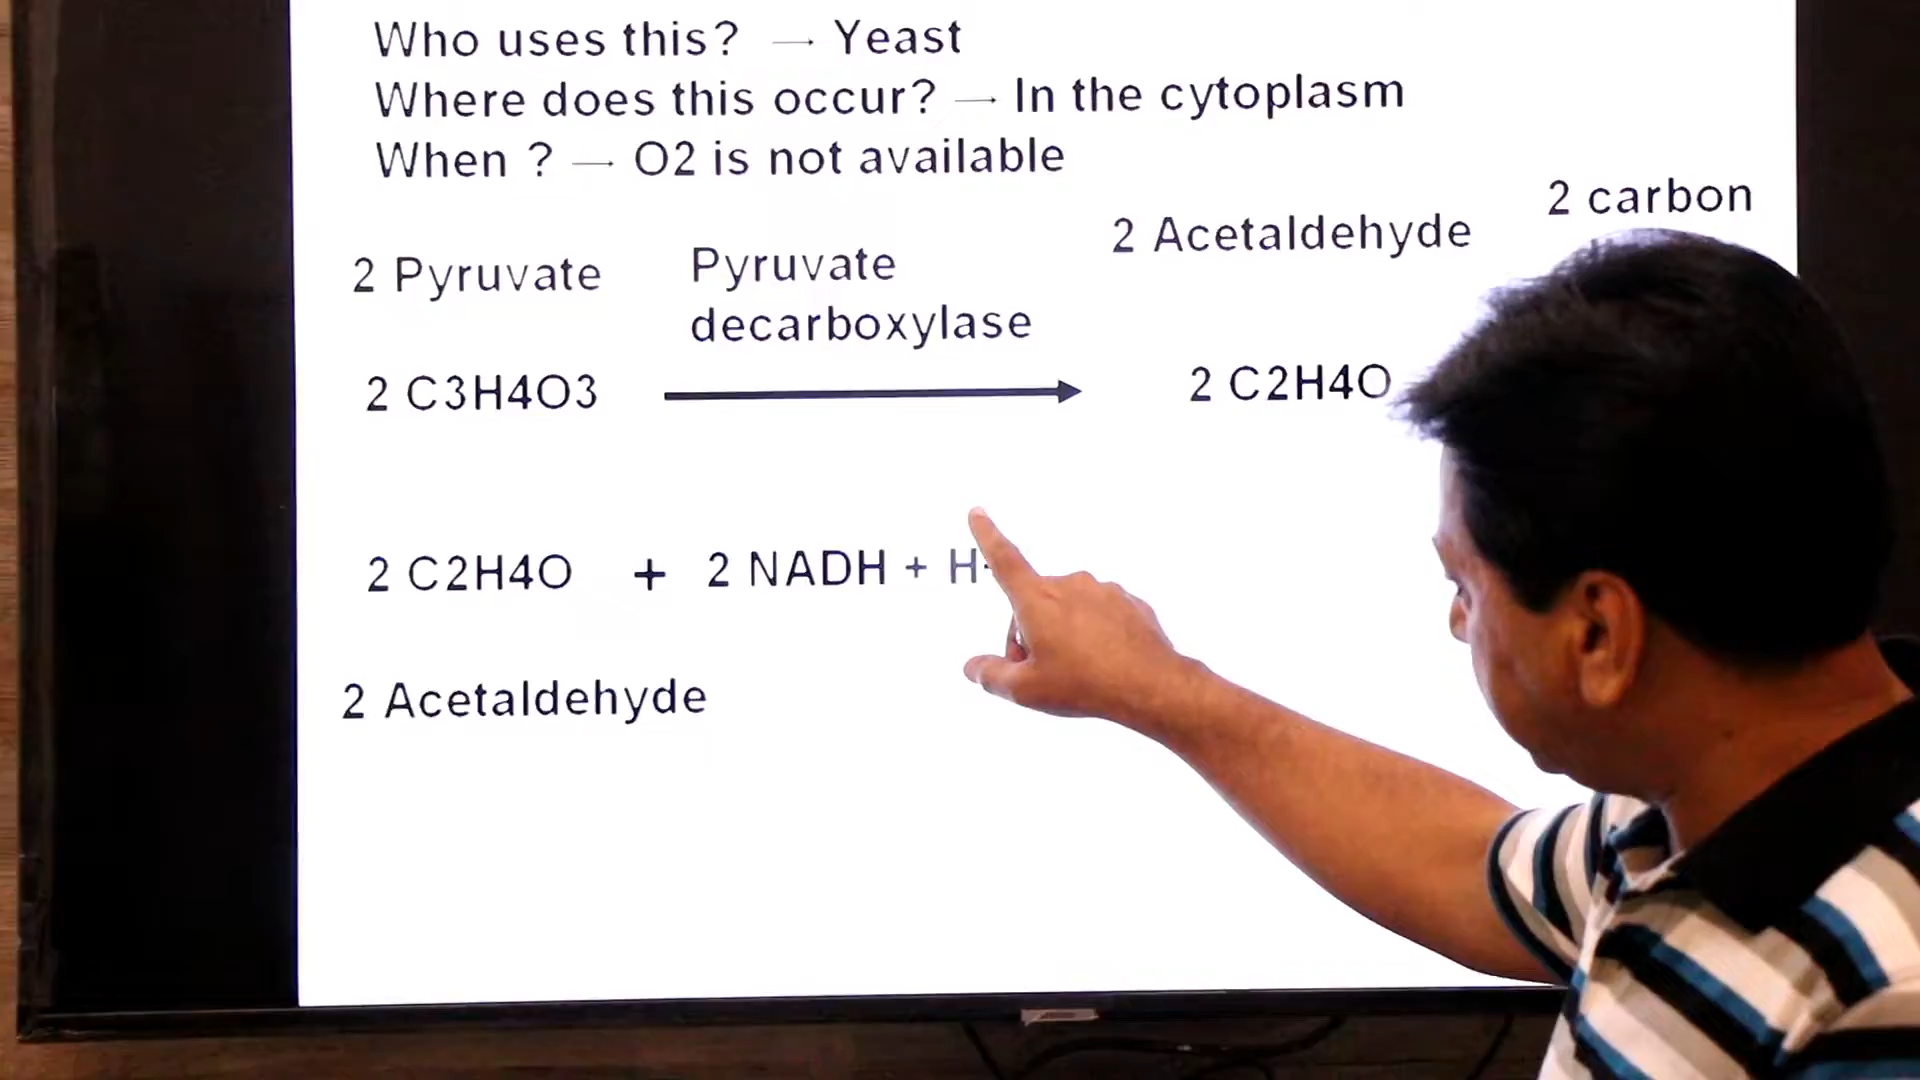 Who uses this? → Yeast
Where does this occur? → In the cytoplasm
When ? → O2 is not available
2 carbon
2 Acetaldehyde
2 Pyruvate
Pyruvate
decarboxylase
2 C3H4O3
2 C2H4O
2 C2H4O + 2 NADH + H
2 Acetaldehyde